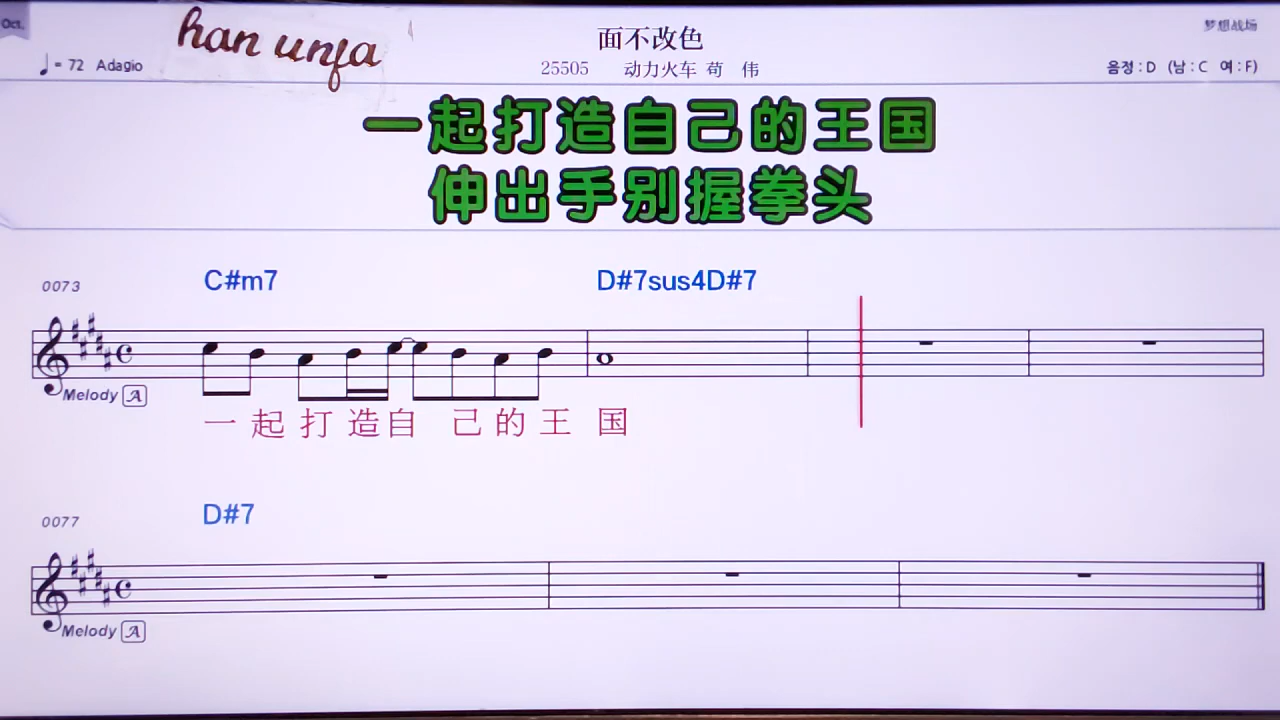 Oct.
han unfa
面不改色
梦想战场
♩= 72 Adagio
25505 动力火车 苟 伟
음정 : D (남 : C 여 : F)
一起打造自己的王国
伸出手别握拳头
0073
C#m7 D#7sus4D#7
Melody A
一 起 打 造 自 己 的 王 国
0077
D#7
Melody A